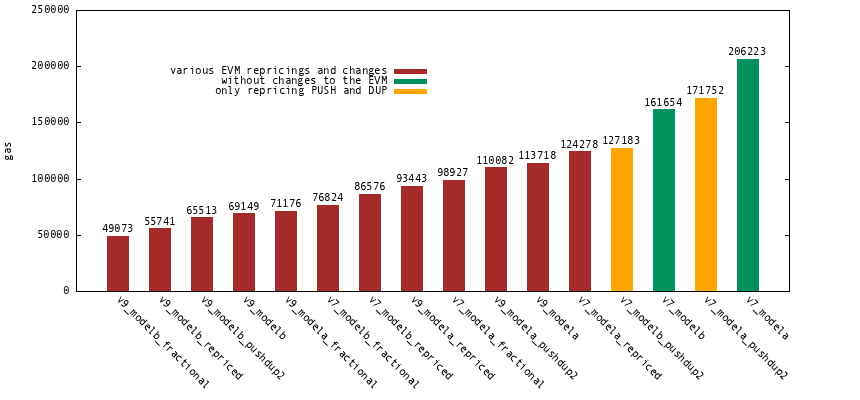 250000
200000
150000
100000
50000
0
gas
various EVM repricings and changes
without changes to the EVM
only repricing PUSH and DUP
49073
55741
65513
69149
71176
76824
86576
93443
98927
110082
113718
124278
127183
161654
171752
206223
v9_modelb_fractional
v9_modelb_repriced
v9_modelb_pushdup2
v9_modelb
v9_modela_fractional
v7_modelb_fractional
v7_modelb_repriced
v9_modela_repriced
v7_modela_fractional
v9_modela_pushdup2
v9_modela
v7_modela_repriced
v7_modelb_pushdup2
v7_modelb
v7_modela_pushdup2
v7_modela